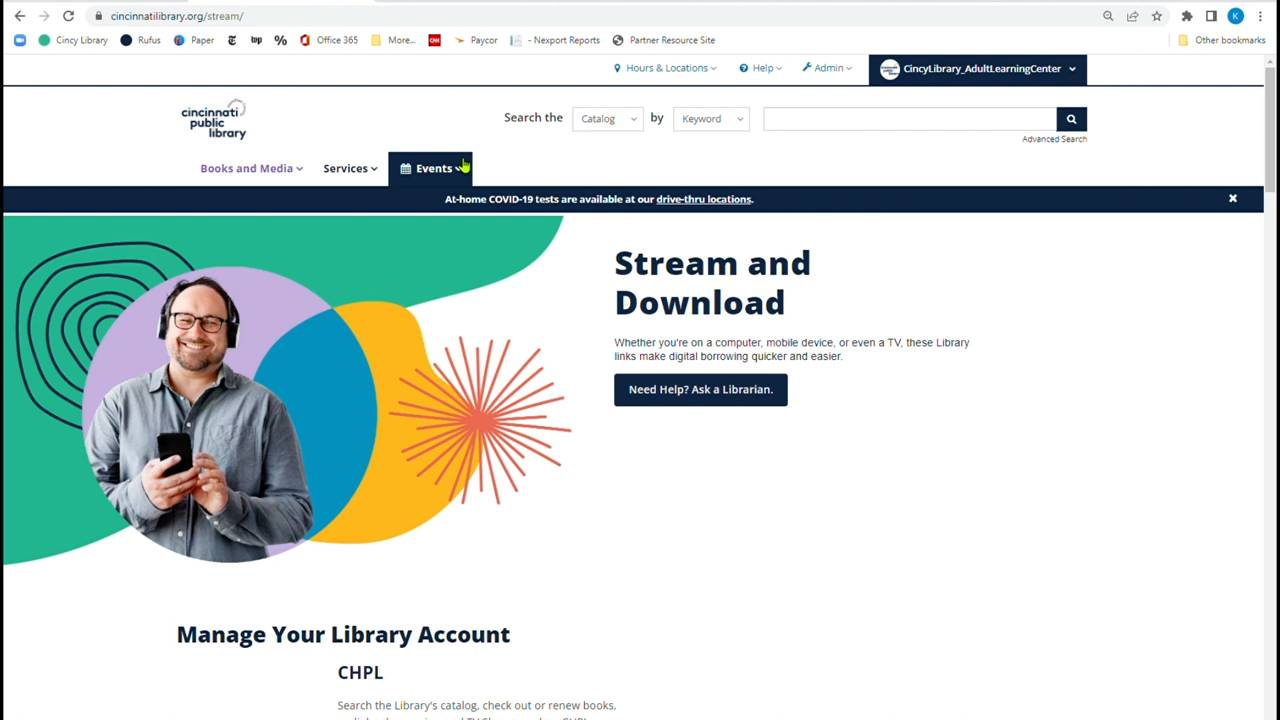 cincinnatilibrary.org/stream/
K
Cincy Library Rufus Paper wp % Office 365 More... CNN Paycor - Nexport Reports Partner Resource Site Other bookmarks
Hours & Locations Help Admin CincyLibrary_AdultLearningCenter
cincinnati
public
library
Search the Catalog by Keyword
Advanced Search
Books and Media Services Events
At-home COVID-19 tests are available at our drive-thru locations.
Stream and
Download
Whether you're on a computer, mobile device, or even a TV, these Library
links make digital borrowing quicker and easier.
Need Help? Ask a Librarian.
Manage Your Library Account
CHPL
Search the Library's catalog, check out or renew books,